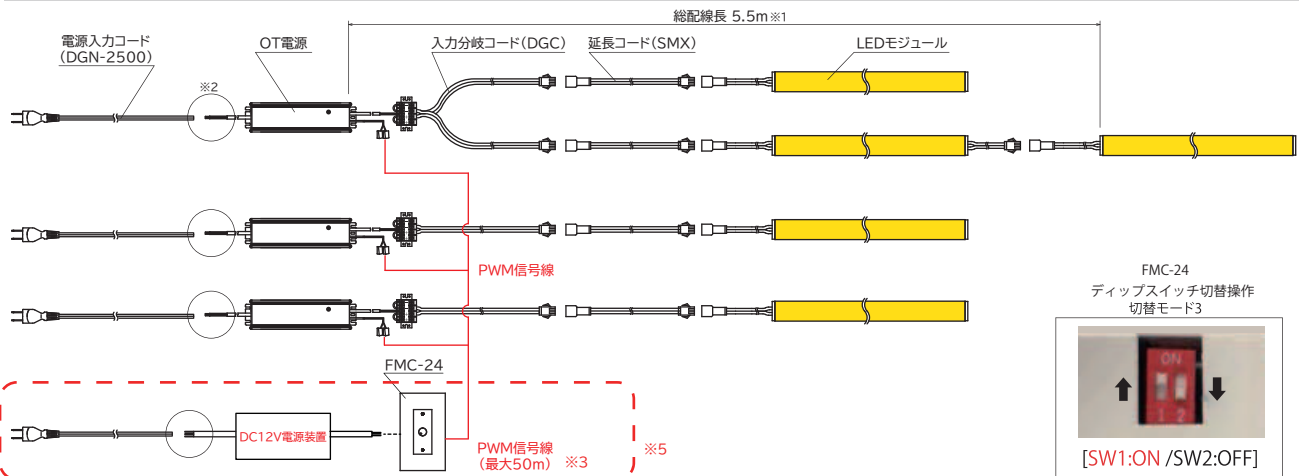 総配線長 5.5m※1
電源入力コード
(DGN-2500)
OT電源
入力分岐コード(DGC)
延長コード(SMX)
LEDモジュール
※2
PWM信号線
FMC-24
ディップスイッチ切替操作
切替モード3
ON
1 2
[SW1:ON /SW2:OFF]
FMC-24
DC12V電源装置
PWM信号線
(最大50m) ※3
※5